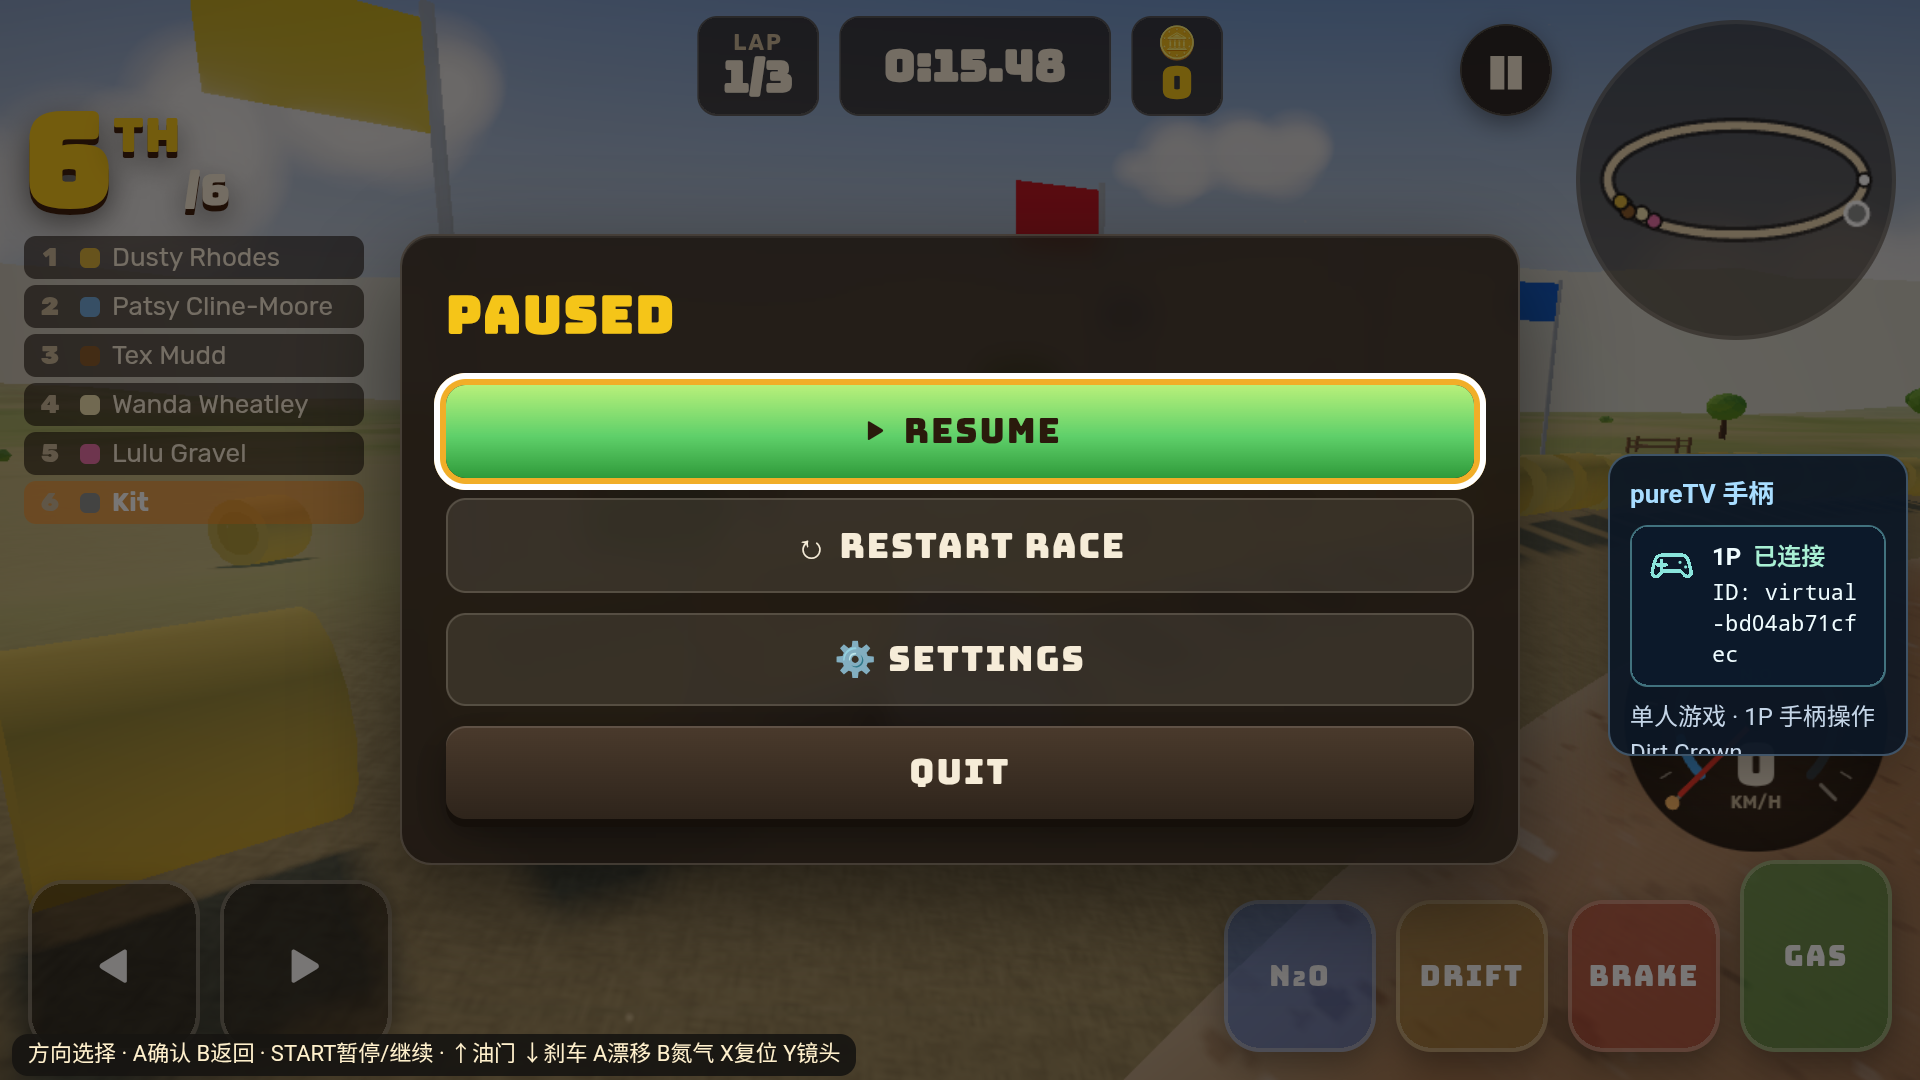 LAP
1/3
0:15.48
0
6TH
/6
1 Dusty Rhodes
2 Patsy Cline-Moore
3 Tex Mudd
4 Wanda Wheatley
5 Lulu Gravel
6 Kit
PAUSED
RESUME
RESTART RACE
SETTINGS
QUIT
pureTV 手柄
1P 已连接
ID: virtual
-bd04ab71cf
ec
单人游戏 · 1P 手柄操作
Dirt Crown
0
KM/H
N2O
DRIFT
BRAKE
GAS
方向选择 · A确认 B返回 · START暂停/继续 · ↑油门 ↓刹车 A漂移 B氮气 X复位 Y镜头